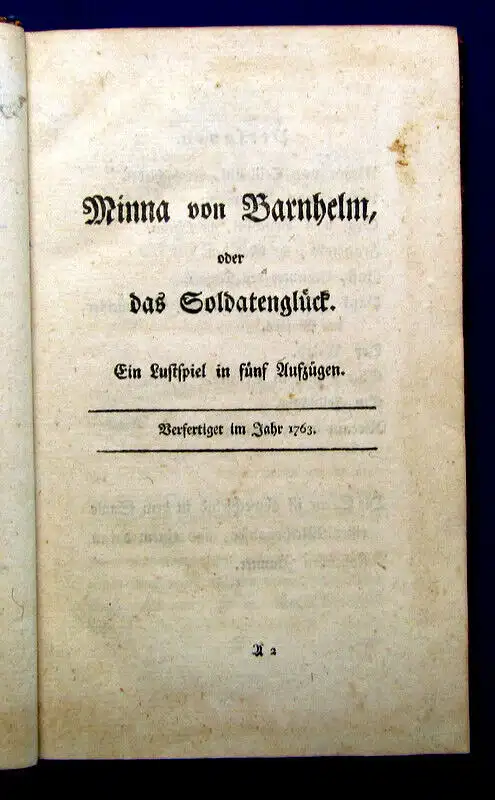 Minna von Barnhelm,
oder
das Soldatenglück.
Ein Lustspiel in fünf Aufzügen.
Verfertiget im Jahr 1763.
A 2